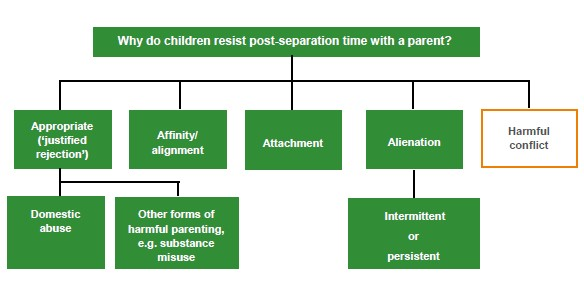 Why do children resist post-separation time with a parent?
Appropriate
('justified
rejection')
Affinity/
alignment
Attachment
Alienation
Harmful
conflict
Domestic
abuse
Other forms of
harmful parenting,
e.g. substance
misuse
Intermittent
or
persistent